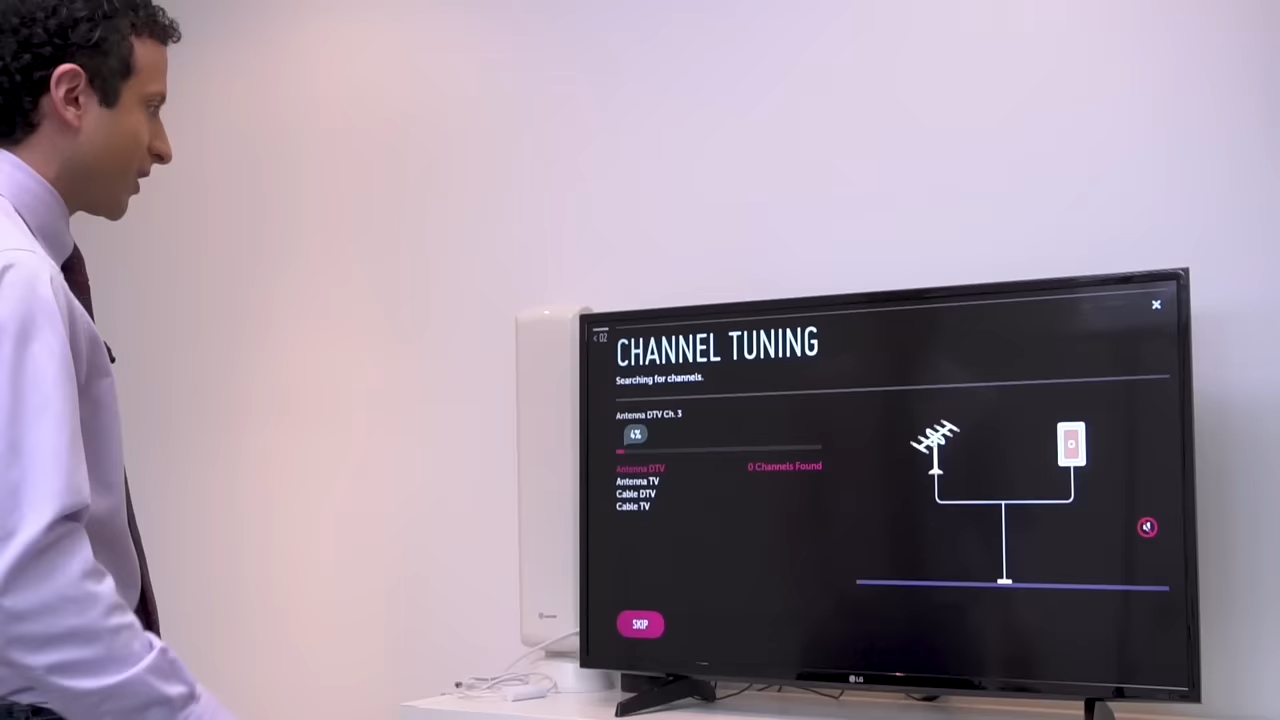 < 02
CHANNEL TUNING
Searching for channels.
Antenna DTV Ch. 3
4%
Antenna DTV 0 Channels Found
Antenna TV
Cable DTV
Cable TV
SKIP
LG